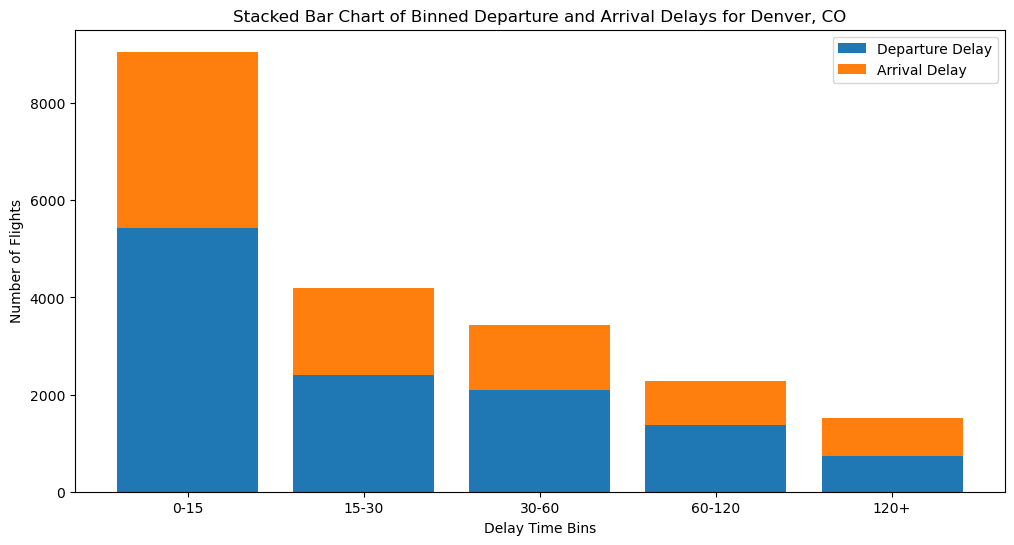 Stacked Bar Chart of Binned Departure and Arrival Delays for Denver, CO
Departure Delay
Arrival Delay
Number of Flights
8000
6000
4000
2000
0
0-15
15-30
30-60
60-120
120+
Delay Time Bins